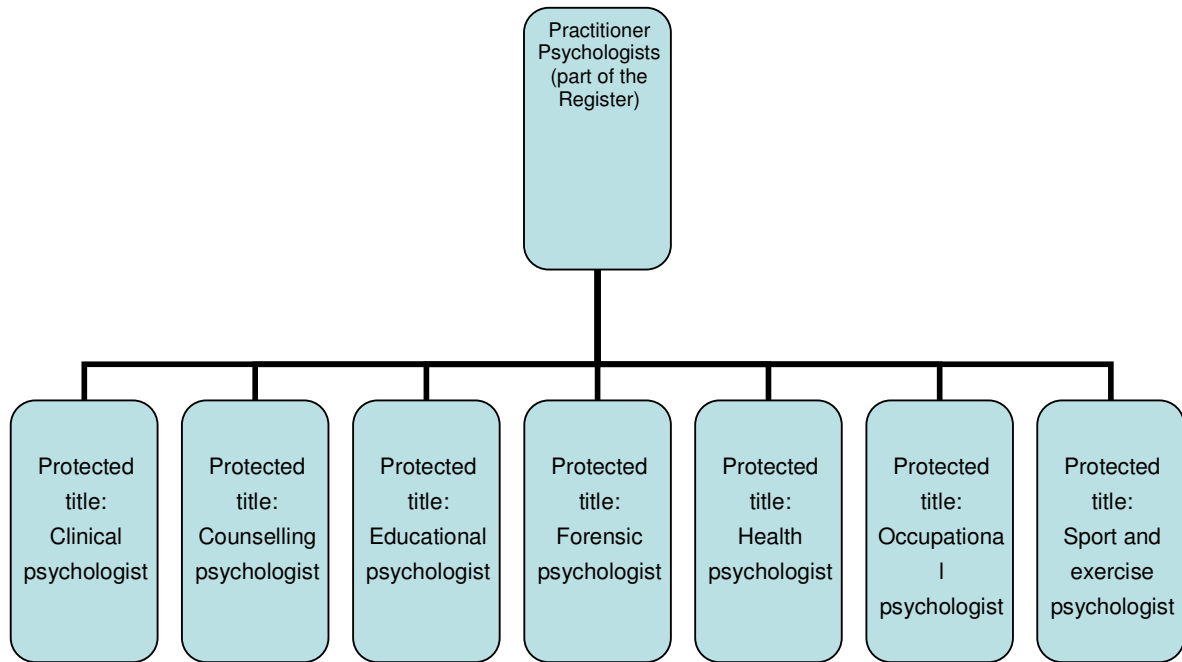 Practitioner
Psychologists
(part of the
Register)
Protected
title:
Clinical
psychologist
Protected
title:
Counselling
psychologist
Protected
title:
Educational
psychologist
Protected
title:
Forensic
psychologist
Protected
title:
Health
psychologist
Protected
title:
Occupationa
l
psychologist
Protected
title:
Sport and
exercise
psychologist